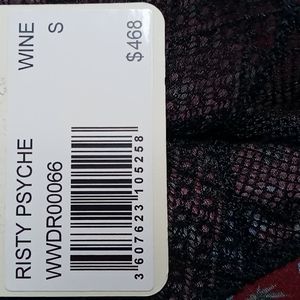 RISTY PSYCHE WINE
WWDR00066 S
3 607623 105258
$468